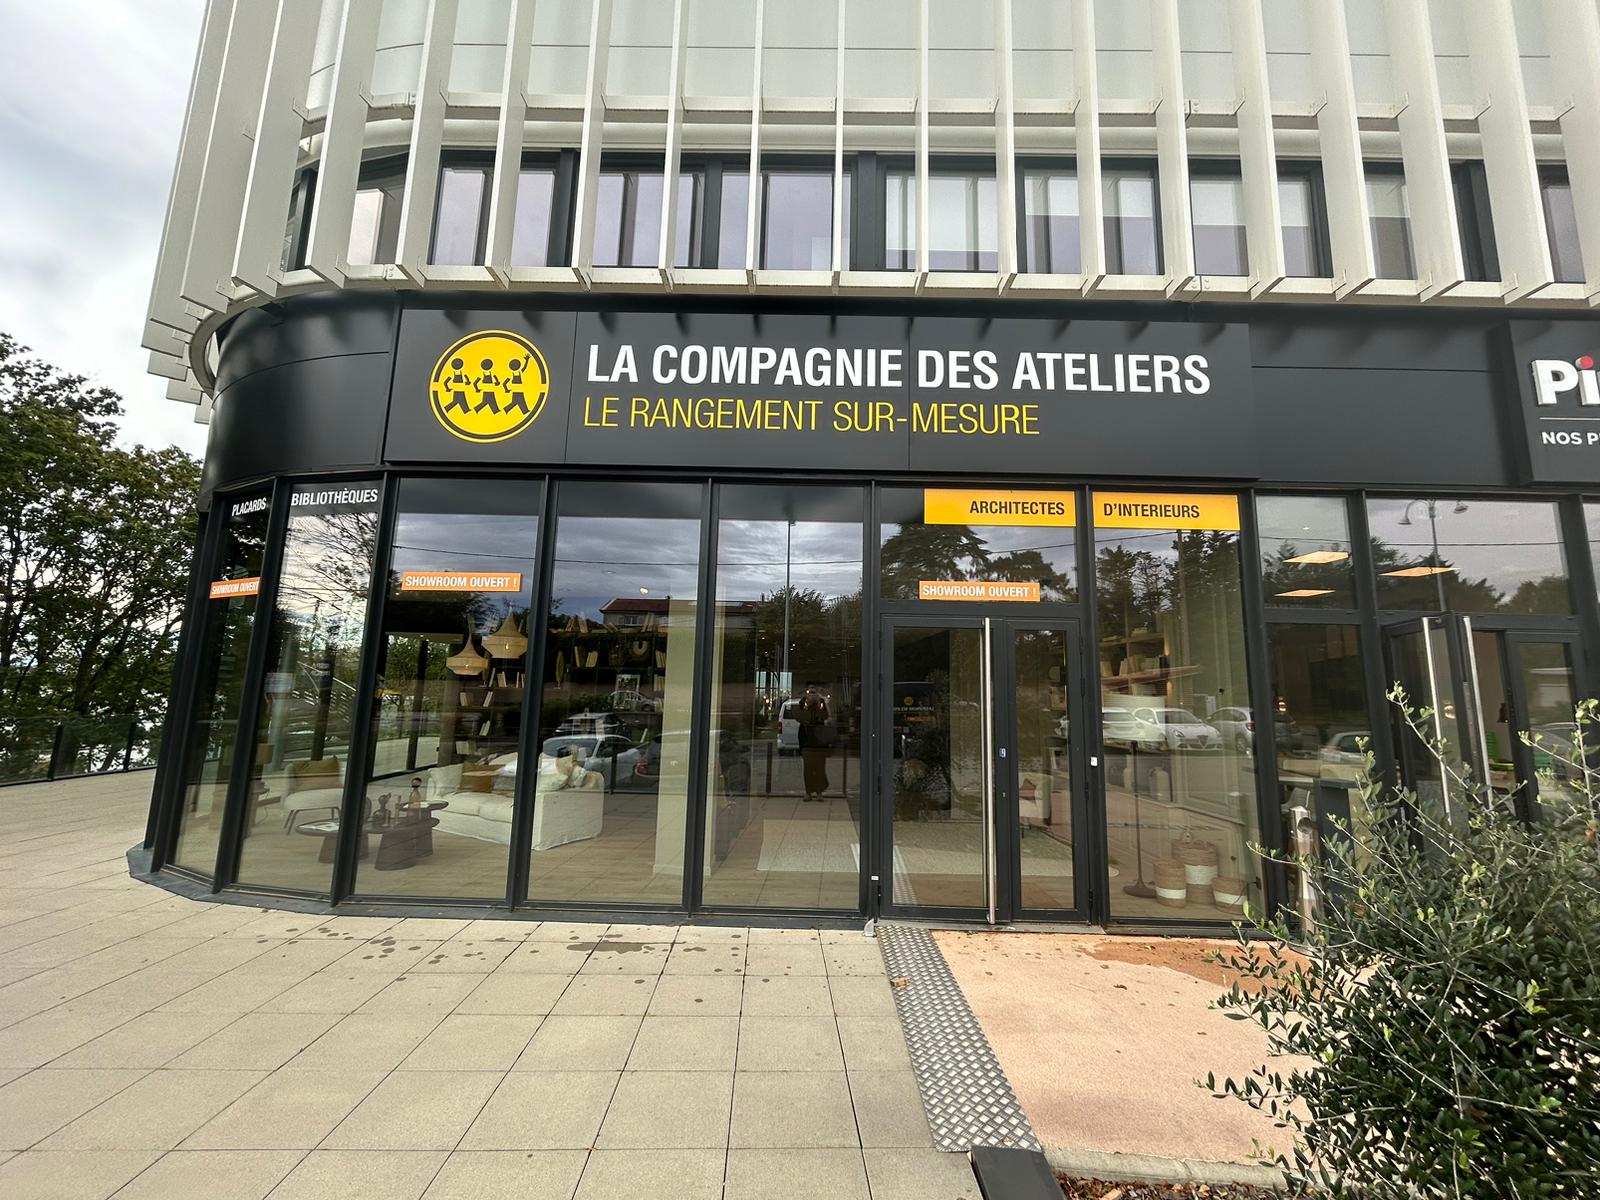 LA COMPAGNIE DES ATELIERS
LE RANGEMENT SUR-MESURE
NOS
PLACARDS
BIBLIOTHÈQUES
ARCHITECTES
D'INTERIEURS
SHOWROOM OUVERT
SHOWROOM OUVERT !
SHOWROOM OUVERT !